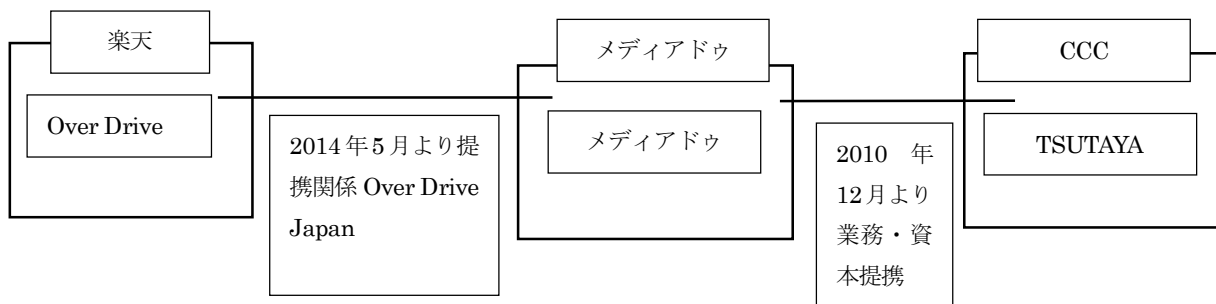 楽天
Over Drive
2014年5月より提
携関係 Over Drive
Japan
メディアドゥ
メディアドゥ
2010 年
12月より
業務・資
本提携
CCC
TSUTAYA